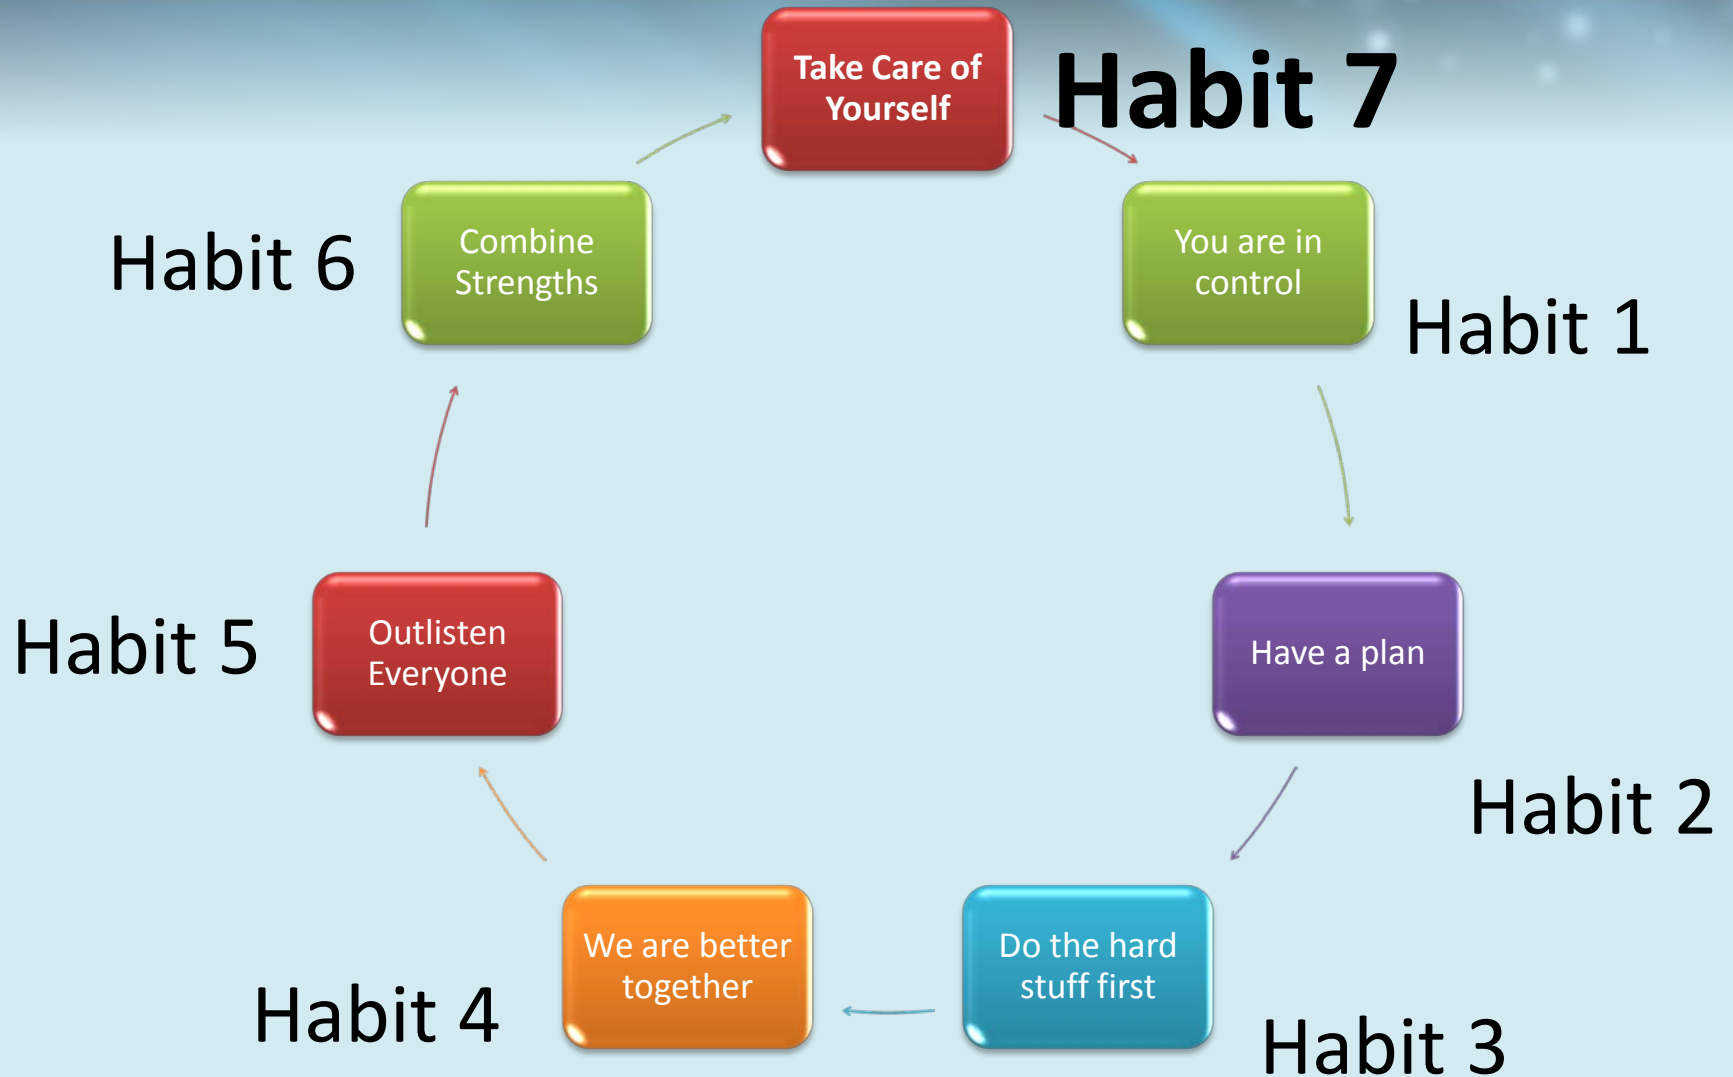 Take Care of
Yourself
Habit 7
You are in
control
Habit 1
Have a plan
Habit 2
Do the hard
stuff first
Habit 3
We are better
together
Habit 4
Outlisten
Everyone
Habit 5
Combine
Strengths
Habit 6